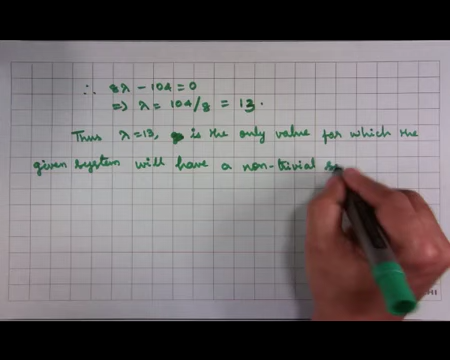 ∴ 8λ - 104 = 0
⇒ λ = 104/8 = 13.
Thus λ=13, is the only value for which the
given system will have a non-trivial